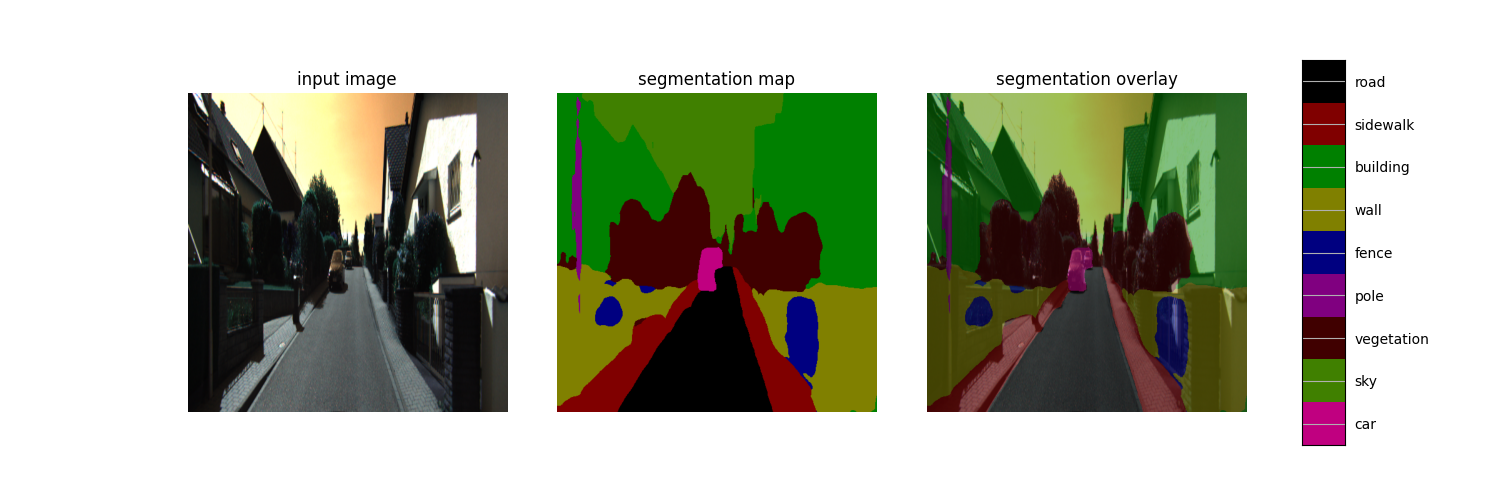 input image
segmentation map
segmentation overlay
road
sidewalk
building
wall
fence
pole
vegetation
sky
car